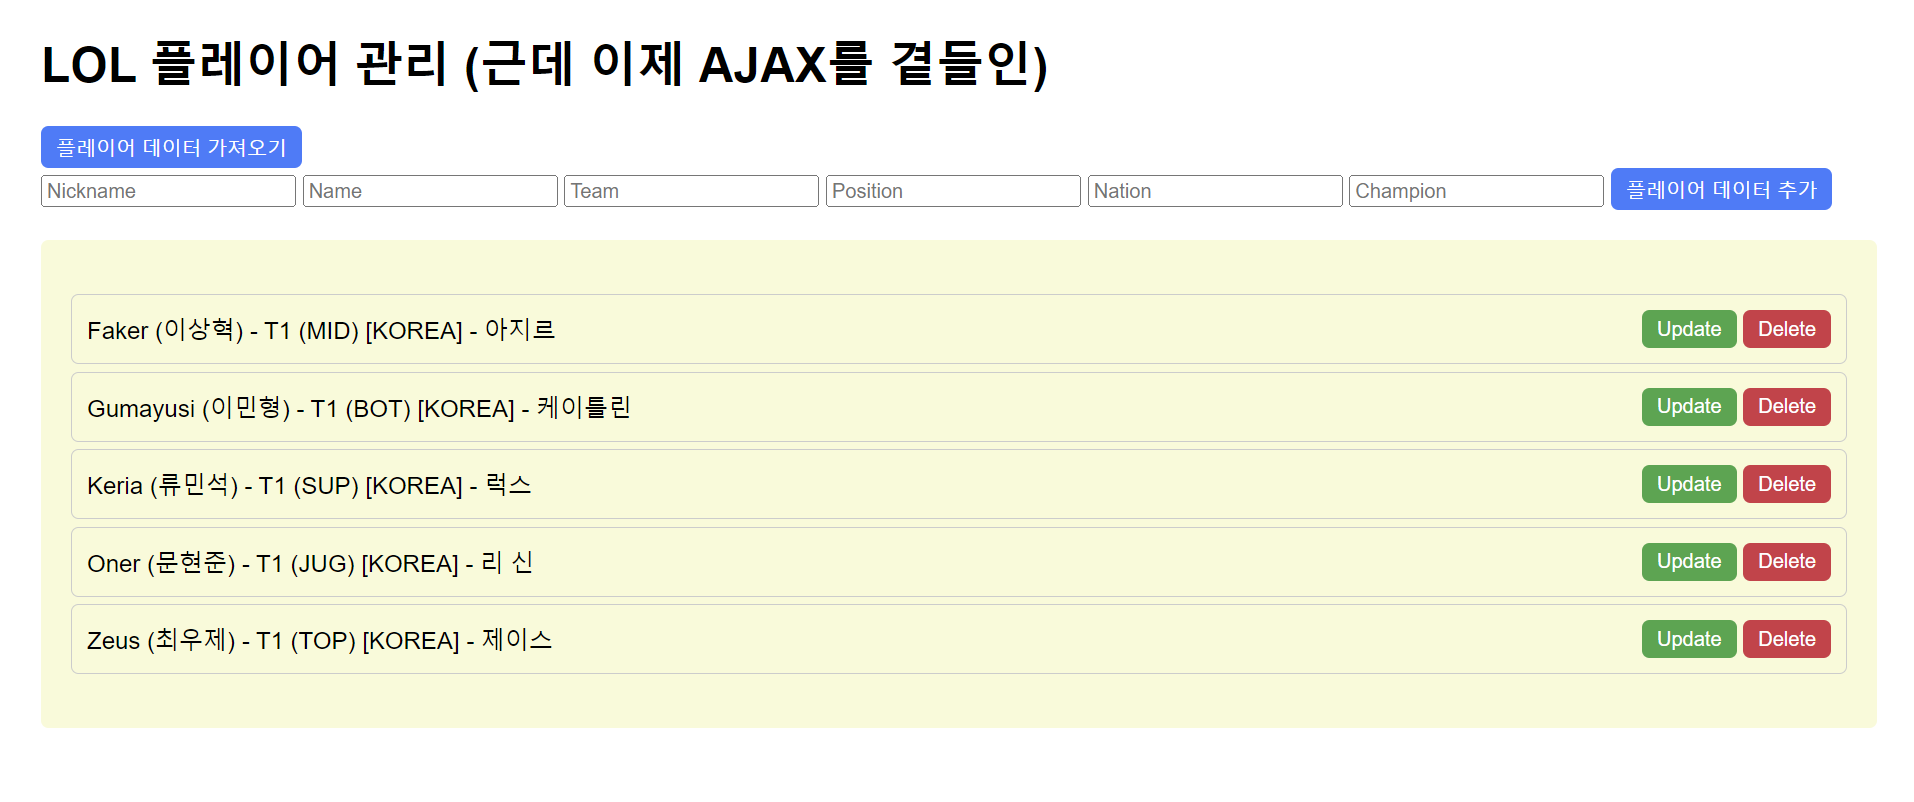 LOL 플레이어 관리 (근데 이제 AJAX를 곁들인)
플레이어 데이터 가져오기
Nickname Name Team Position Nation Champion 플레이어 데이터 추가
Faker (이상혁) - T1 (MID) [KOREA] - 아지르 Update Delete
Gumayusi (이민형) - T1 (BOT) [KOREA] - 케이틀린 Update Delete
Keria (류민석) - T1 (SUP) [KOREA] - 럭스 Update Delete
Oner (문현준) - T1 (JUG) [KOREA] - 리 신 Update Delete
Zeus (최우제) - T1 (TOP) [KOREA] - 제이스 Update Delete